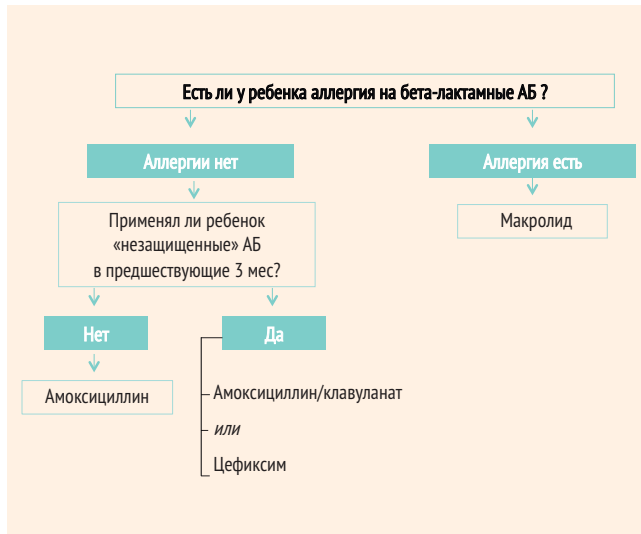 Есть ли у ребенка аллергия на бета-лактамные АБ ?
Аллергии нет
Аллергия есть
Применял ли ребенок
«незащищенные» АБ
в предшествующие 3 мес?
Макролид
Нет
Да
Амоксициллин
Амоксициллин/клавуланат
или
Цефиксим